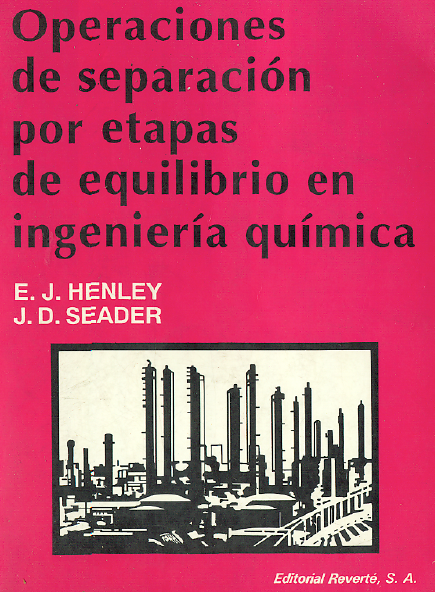 Operaciones
de separación
por etapas
de equilibrio en
ingeniería química
E. J. HENLEY
J. D. SEADER
Editorial Reverté, S. A.